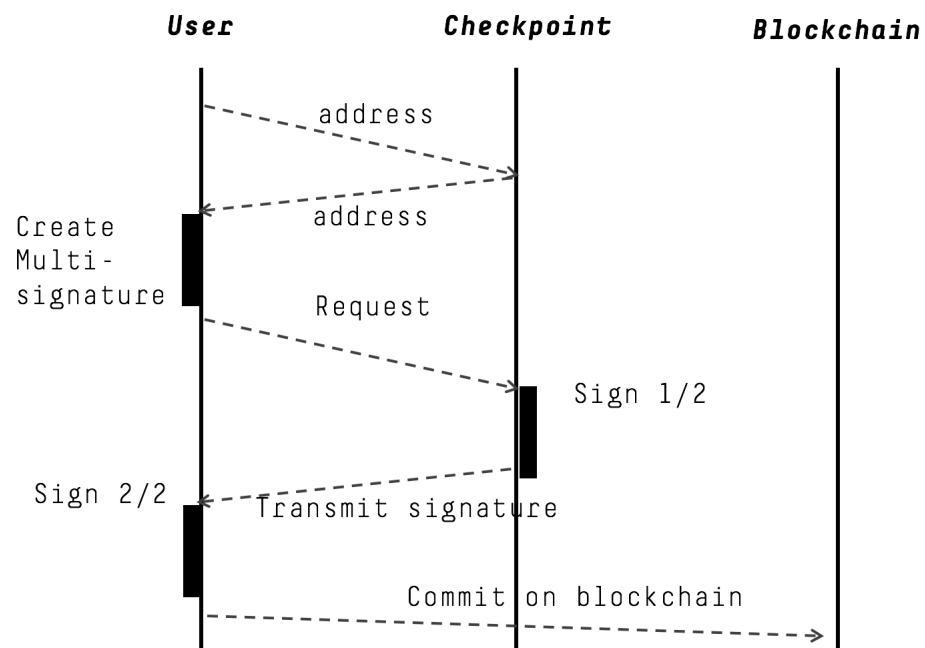 User
Checkpoint
Blockchain
address
address
Create
Multi-
signature
Request
Sign 1/2
Sign 2/2
Transmit signature
Commit on blockchain